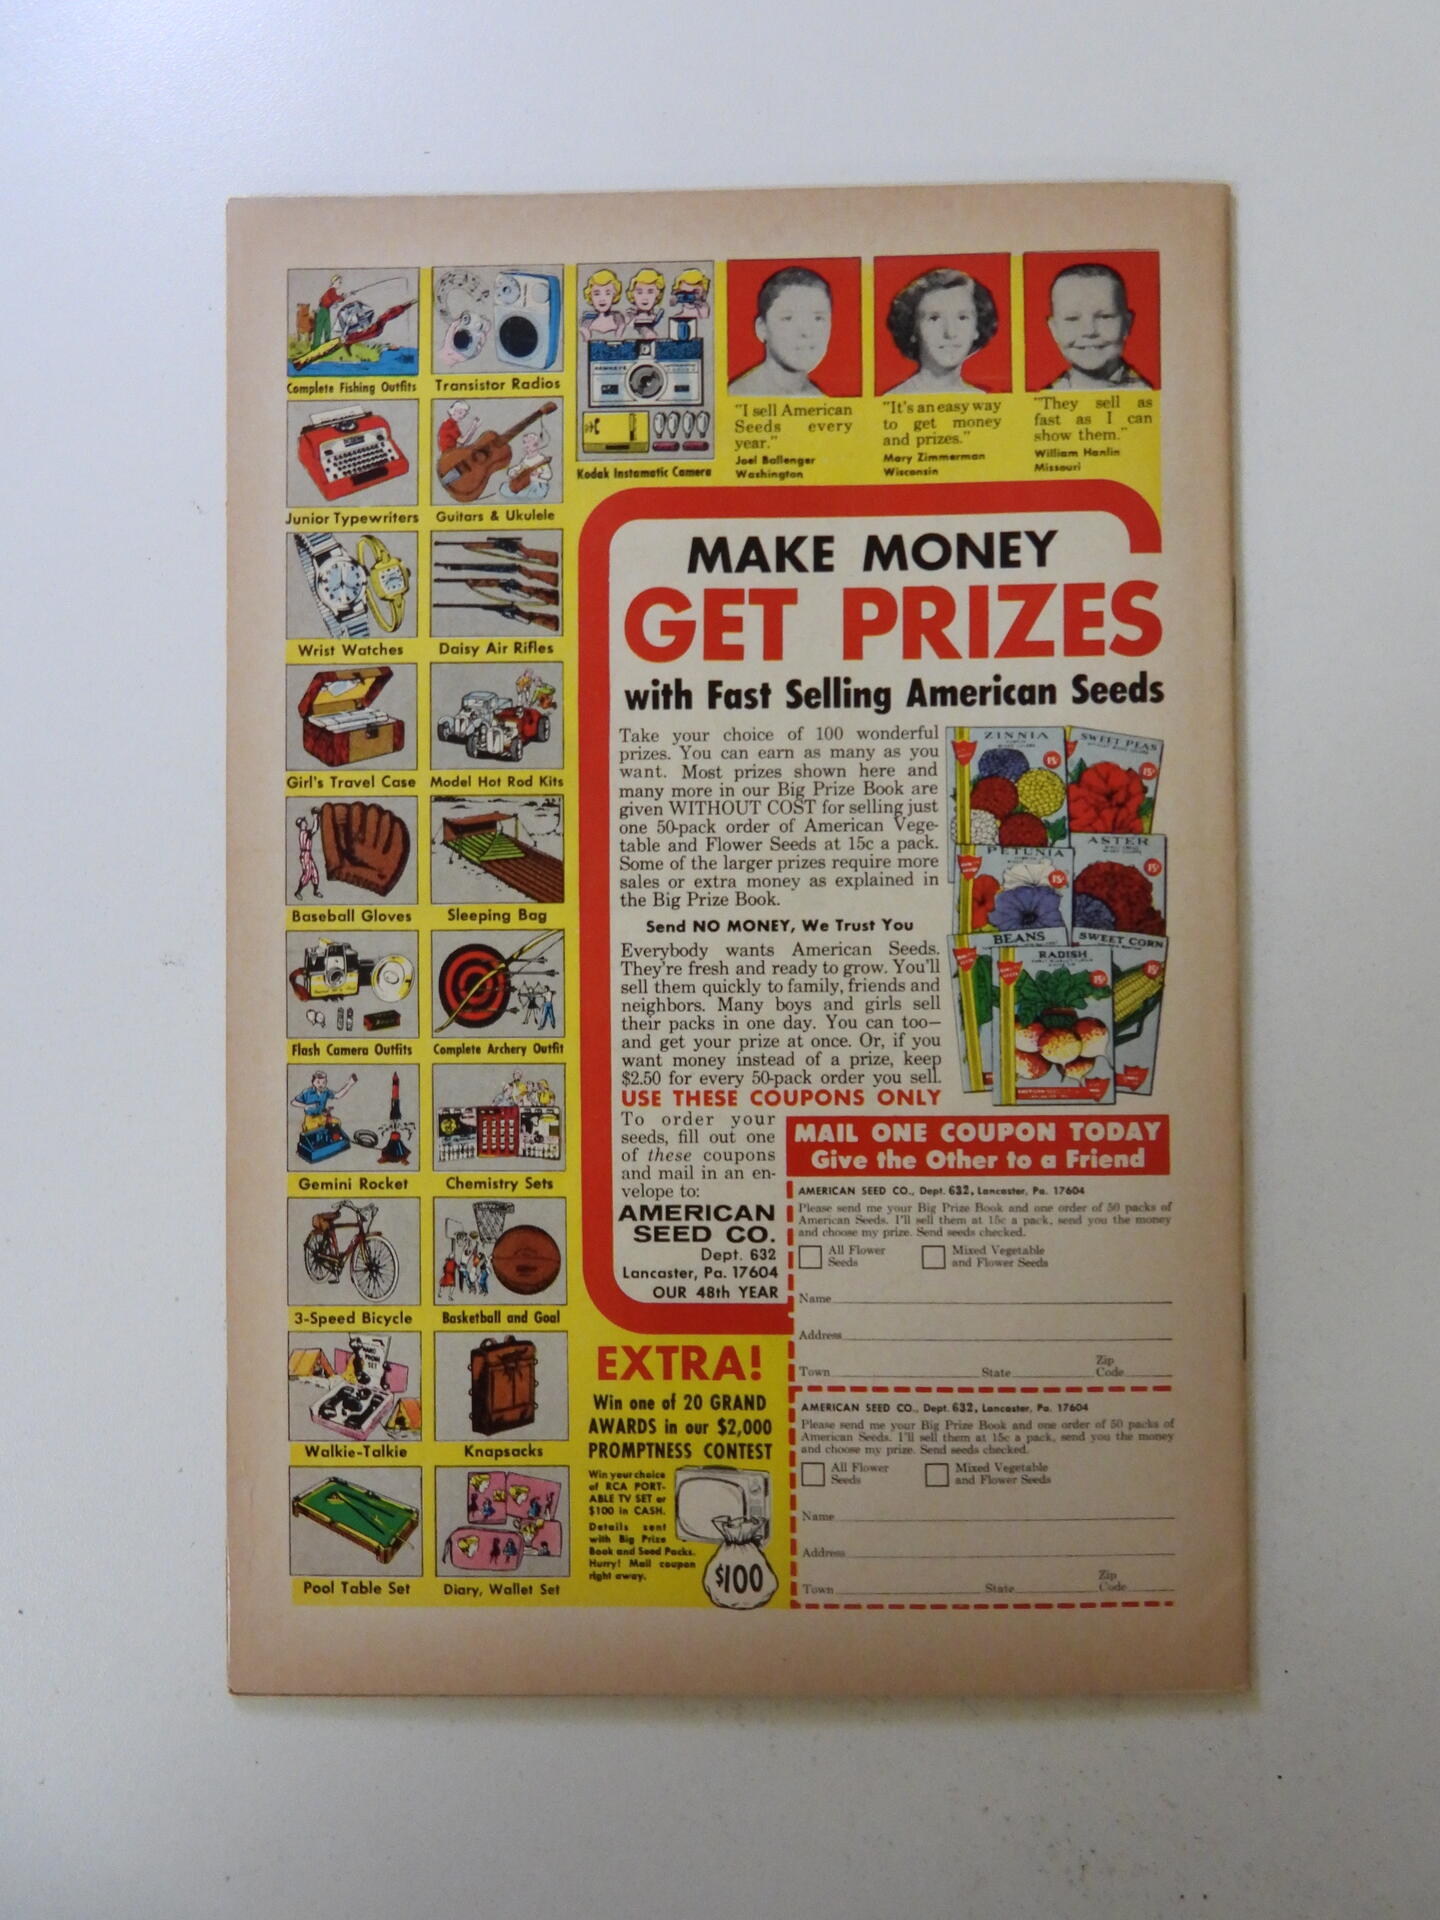 Complete Fishing Outfits
Transistor Radios
Junior Typewriters
Guitars & Ukulele
Wrist Watches
Daisy Air Rifles
Girl's Travel Case
Model Hot Rod Kits
Baseball Gloves
Sleeping Bag
Flash Camera Outfits
Complete Archery Outfit
Gemini Rocket
Chemistry Sets
3-Speed Bicycle
Basketball and Goal
Walkie-Talkie
Knapsacks
Pool Table Set
Diary, Wallet Set
Kodak Instamatic Camera
"I sell American
Seeds every
year."
Joel Ballenger
Washington
"It's an easy way
to get money
and prizes."
Mary Zimmerman
Wisconsin
"They sell as
fast as I can
show them."
William Hanlin
Missouri
MAKE MONEY
GET PRIZES
with Fast Selling American Seeds
Take your choice of 100 wonderful
prizes. You can earn as many as you
want. Most prizes shown here and
many more in our Big Prize Book are
given WITHOUT COST for selling just
one 50-pack order of American Vege-
table and Flower Seeds at 15c a pack.
Some of the larger prizes require more
sales or extra money as explained in
the Big Prize Book.
Send NO MONEY, We Trust You
Everybody wants American Seeds.
They're fresh and ready to grow. You'll
sell them quickly to family, friends and
neighbors. Many boys and girls sell
their packs in one day. You can too—
and get your prize at once. Or, if you
want money instead of a prize, keep
$2.50 for every 50-pack order you sell.
USE THESE COUPONS ONLY
To order your
seeds, fill out one
of these coupons
and mail in an en-
velope to:
AMERICAN
SEED CO.
Dept. 632
Lancaster, Pa. 17604
OUR 48th YEAR
ZINNIA
15¢
SWEET PEAS
15¢
PETUNIA
15¢
ASTER
15¢
BEANS
SWEET CORN
15¢
RADISH
15¢
MAIL ONE COUPON TODAY
Give the Other to a Friend
AMERICAN SEED CO., Dept. 632, Lancaster, Pa. 17604
Please send me your Big Prize Book and one order of 50 packs of
American Seeds. I'll sell them at 15c a pack, send you the money
and choose my prize. Send seeds checked.
All Flower Seeds
Mixed Vegetable and Flower Seeds
Name
Address
Town State Zip Code
AMERICAN SEED CO., Dept. 632, Lancaster, Pa. 17604
Please send me your Big Prize Book and one order of 50 packs of
American Seeds. I'll sell them at 15c a pack, send you the money
and choose my prize. Send seeds checked.
All Flower Seeds
Mixed Vegetable and Flower Seeds
Name
Address
Town State Zip Code
EXTRA!
Win one of 20 GRAND
AWARDS in our $2,000
PROMPTNESS CONTEST
Win your choice
of RCA PORT-
ABLE TV SET or
$100 in CASH.
Details sent
with Big Prize
Book and Seed Packs.
Hurry! Mail coupon
right away.
$100